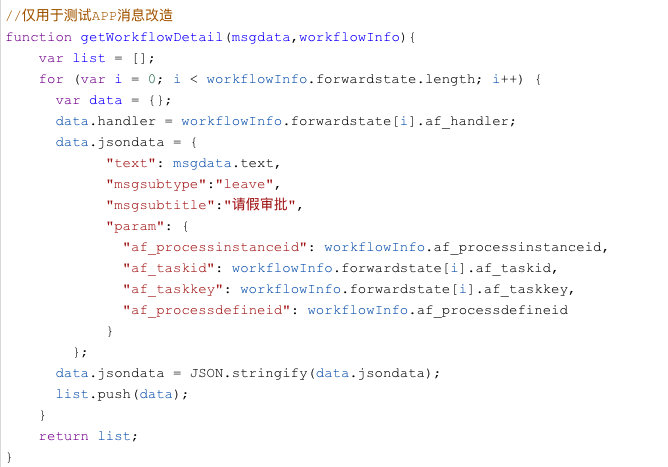 //仅用于测试APP消息改造
function getWorkflowDetail(msgdata,workflowInfo){
    var list = [];
    for (var i = 0; i < workflowInfo.forwardstate.length; i++) {
      var data = {};
      data.handler = workflowInfo.forwardstate[i].af_handler;
      data.jsondata = {
            "text": msgdata.text,
            "msgsubtype":"leave",
            "msgsubtitle":"请假审批",
            "param": {
              "af_processinstanceid": workflowInfo.af_processinstanceid,
              "af_taskid": workflowInfo.forwardstate[i].af_taskid,
              "af_taskkey": workflowInfo.forwardstate[i].af_taskkey,
              "af_processdefineid": workflowInfo.af_processdefineid
            }
        };
      data.jsondata = JSON.stringify(data.jsondata);
      list.push(data);
    }
    return list;
}